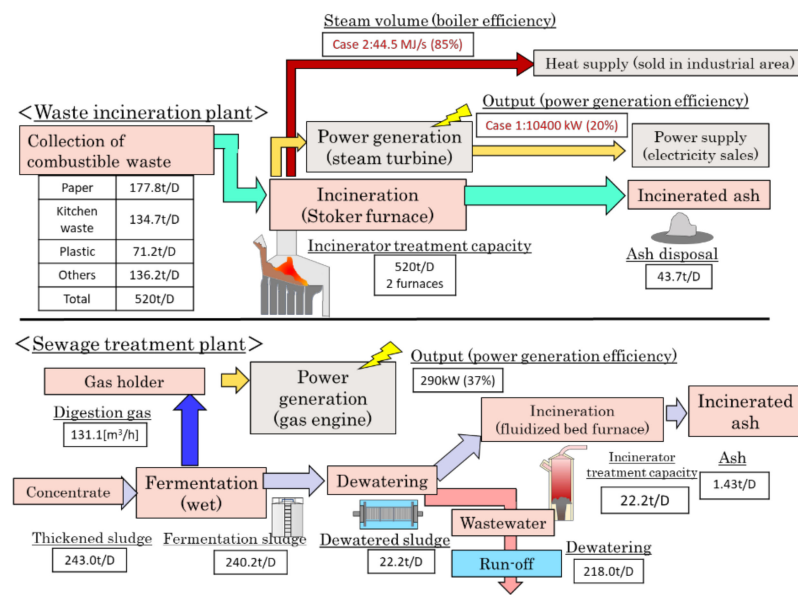 Steam volume (boiler efficiency)
Case 2:44.5 MJ/s (85%)
Heat supply (sold in industrial area)
<Waste incineration plant>
Output (power generation efficiency)
Case 1:10400 kW (20%)
Collection of
combustible waste
Power generation
(steam turbine)
Power supply
(electricity sales)
Paper 177.8t/D
Kitchen
waste 134.7t/D
Plastic 71.2t/D
Others 136.2t/D
Total 520t/D
Incineration
(Stoker furnace)
Incinerated ash
Incinerator treatment capacity
520t/D
2 furnaces
Ash disposal
43.7t/D
<Sewage treatment plant>
Gas holder
Power
generation
(gas engine)
Output (power generation efficiency)
290kW (37%)
Digestion gas
131.1[m³/h]
Incineration
(fluidized bed furnace)
Incinerated
ash
Incinerator
treatment capacity
22.2t/D
Ash
1.43t/D
Concentrate
Fermentation
(wet)
Dewatering
Wastewater
Run-off
Thickened sludge
243.0t/D
Fermentation sludge
240.2t/D
Dewatered sludge
22.2t/D
Dewatering
218.0t/D